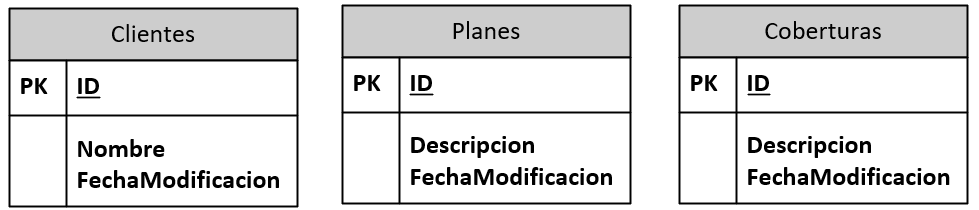 Clientes
PK ID
Nombre
FechaModificacion
Planes
PK ID
Descripcion
FechaModificacion
Coberturas
PK ID
Descripcion
FechaModificacion